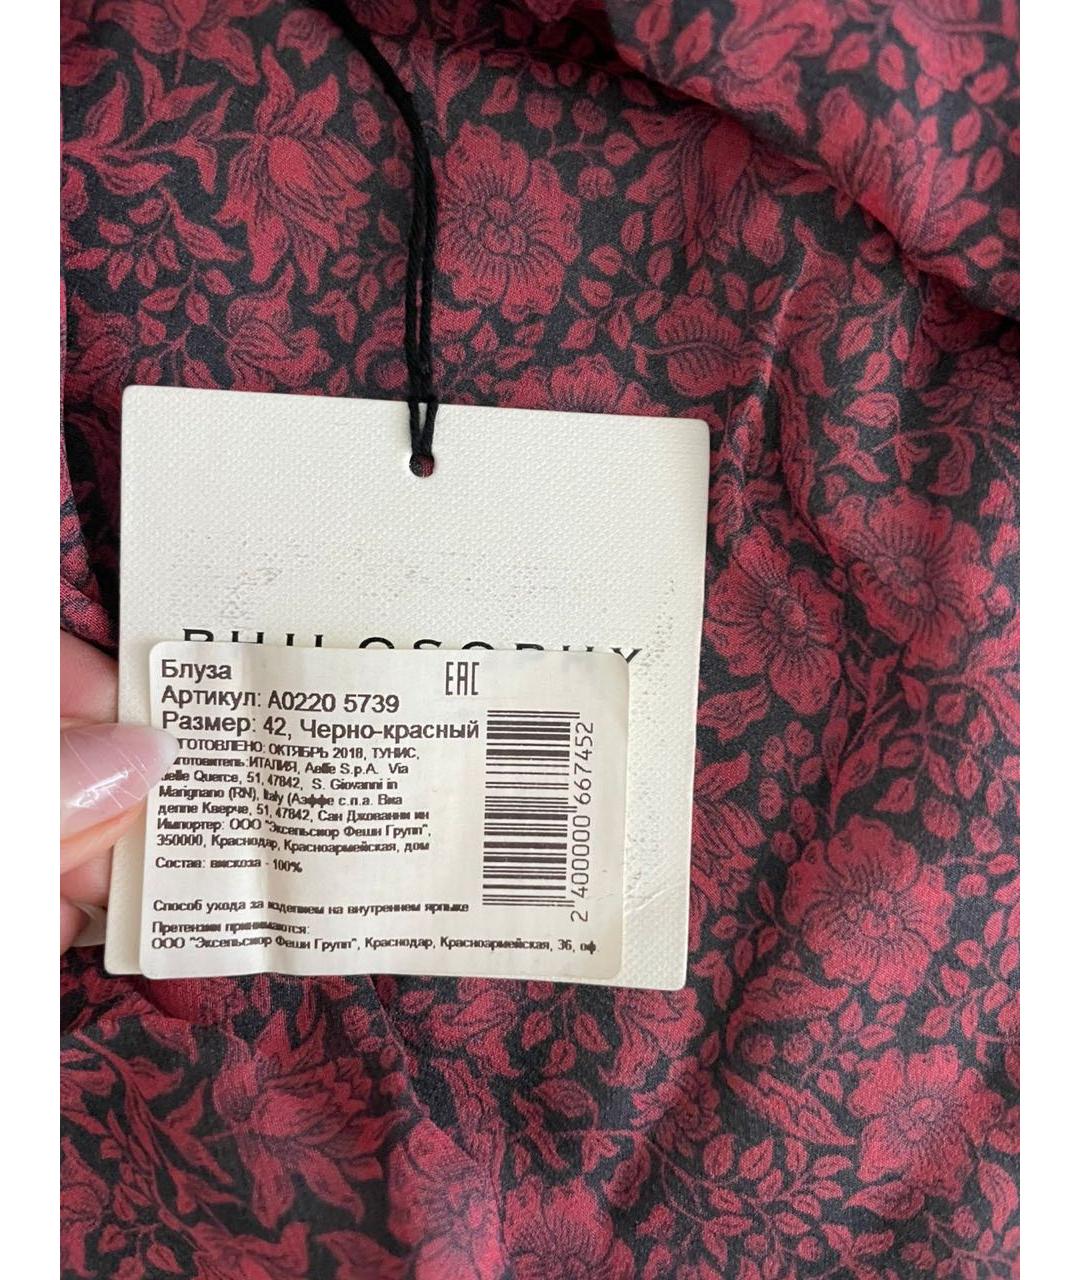 PHILOSOPHY
Блуза
EAC
Артикул: A0220 5739
Размер: 42, Черно-красный
ГОТОВЛЕНО: ОКТЯБРЬ 2018, ТУНИС,
готовитель: ИТАЛИЯ, Aeffe S.p.A. Via
delle Querce, 51, 47842, S. Giovanni in
Marignano (RN), Italy (Аэффе с.п.а. Виа
делле Кверче, 51, 47842, Сан Джованни ин
Импортер: ООО "Эксельсиор Фешн Групп",
350000, Краснодар, Красноармейская, дом
Состав: вискоза - 100%
Способ ухода за изделием на внутреннем ярлыке
Претензии принимаются:
ООО "Эксельсиор Фешн Групп", Краснодар, Красноармейская, 36, оф
2 400000 667452